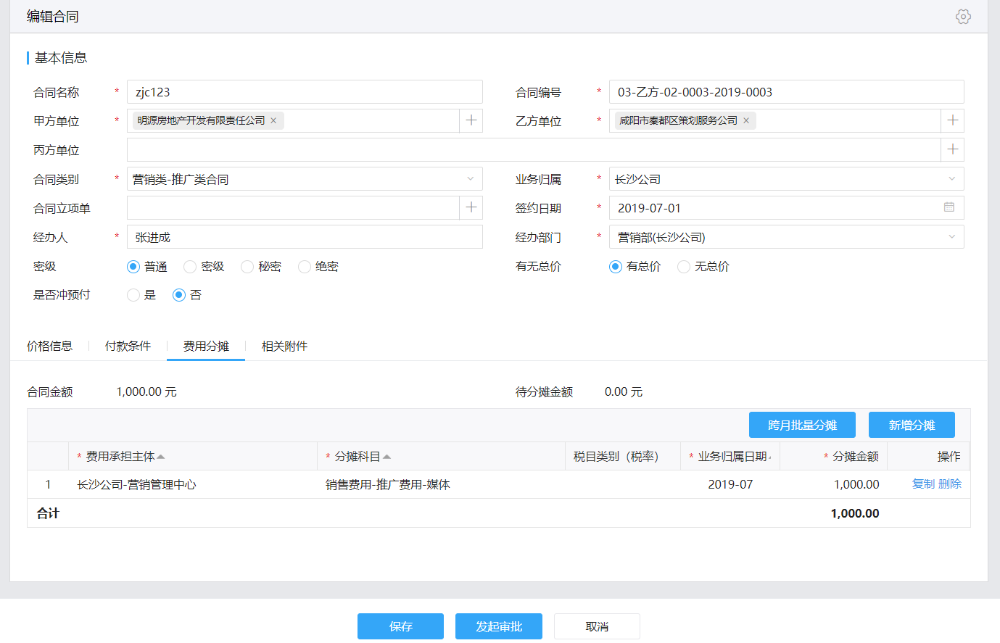 编辑合同
基本信息
合同名称 * zjc123 合同编号 * 03-乙方-02-0003-2019-0003
甲方单位 * 明源房地产开发有限责任公司 × + 乙方单位 * 咸阳市秦都区策划服务公司 × +
丙方单位 +
合同类别 * 营销类-推广类合同 业务归属 * 长沙公司
合同立项单 + 签约日期 * 2019-07-01
经办人 * 张进成 经办部门 * 营销部(长沙公司)
密级 普通 密级 秘密 绝密 有无总价 有总价 无总价
是否冲预付 是 否
价格信息 付款条件 费用分摊 相关附件
合同金额 1,000.00 元 待分摊金额 0.00 元
跨月批量分摊 新增分摊
* 费用承担主体 * 分摊科目 税目类别（税率） * 业务归属日期 * 分摊金额 操作
1 长沙公司-营销管理中心 销售费用-推广费用-媒体 2019-07 1,000.00 复制 删除
合计 1,000.00
保存 发起审批 取消